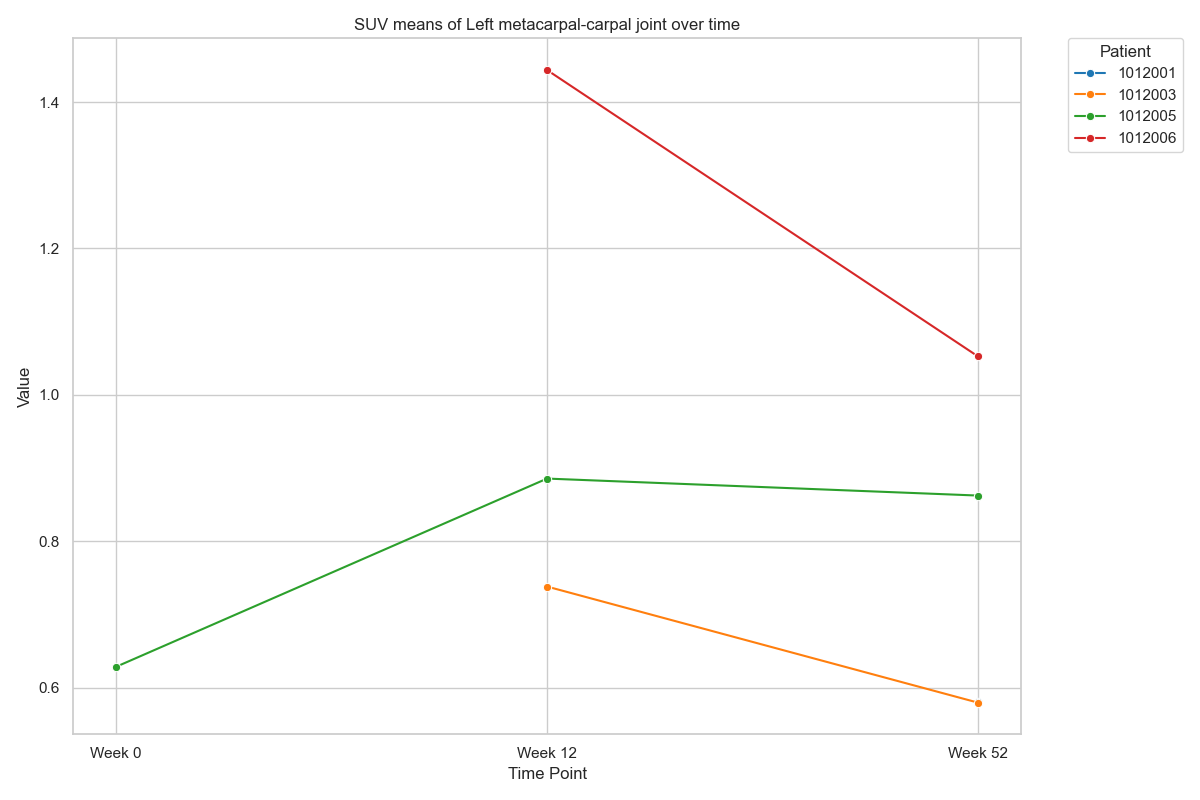 SUV means of Left metacarpal-carpal joint over time
Patient
1012001
1012003
1012005
1012006
Value
1.4
1.2
1.0
0.8
0.6
Week 0
Week 12
Week 52
Time Point